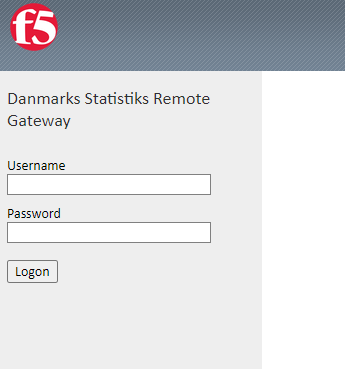 f5
Danmarks Statistiks Remote
Gateway
Username
Password
Logon